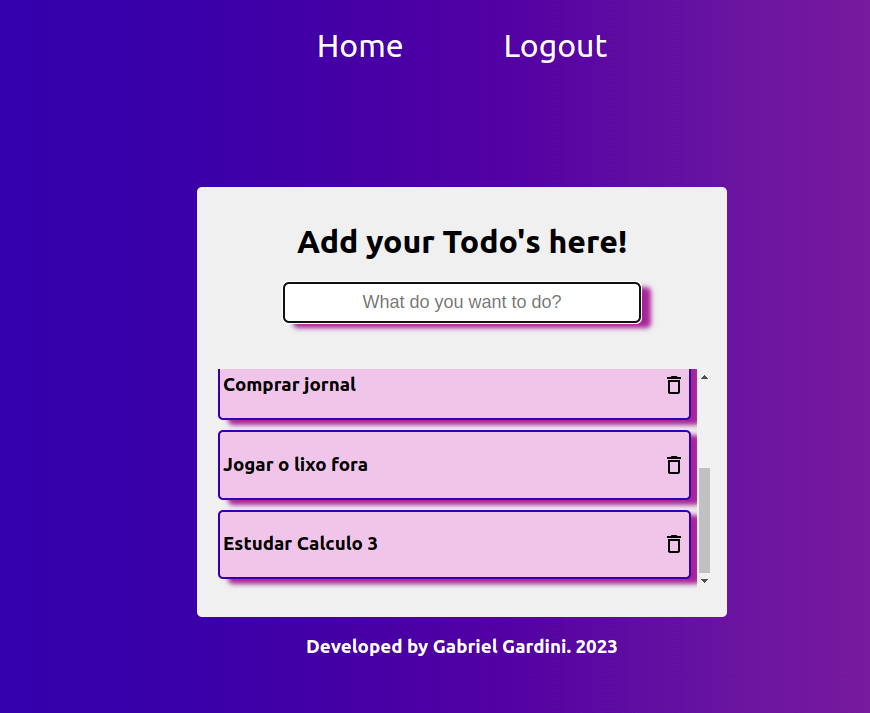 Home Logout
Add your Todo's here!
What do you want to do?
Comprar jornal
Jogar o lixo fora
Estudar Calculo 3
Developed by Gabriel Gardini. 2023